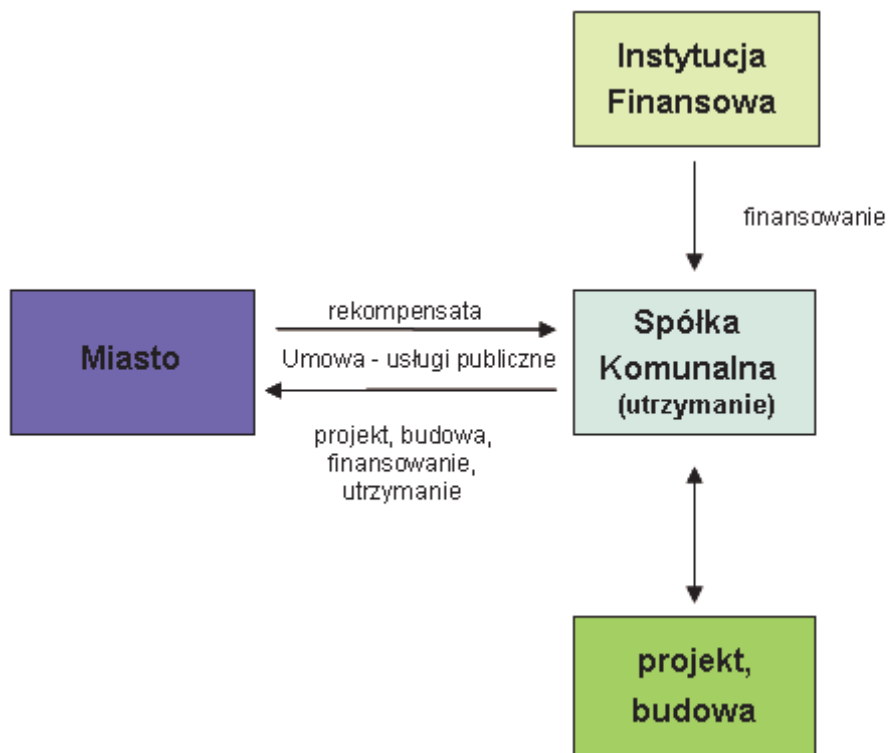 Instytucja
Finansowa
finansowanie
rekompensata
Miasto
Umowa - usługi publiczne
projekt, budowa,
finansowanie,
utrzymanie
Spółka
Komunalna
(utrzymanie)
projekt,
budowa